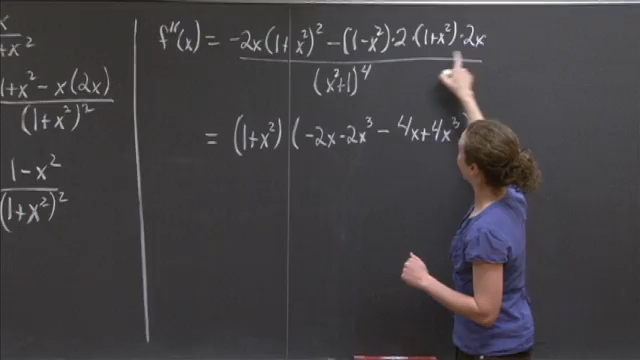 1+x² - x(2x)
(1+x²)²
1-x²
(1+x²)²
f"(x) = -2x(1+x²)² - (1-x²)·2·(1+x²)·2x
(x²+1)⁴
= (1+x²) (-2x-2x³ - 4x+4x³)